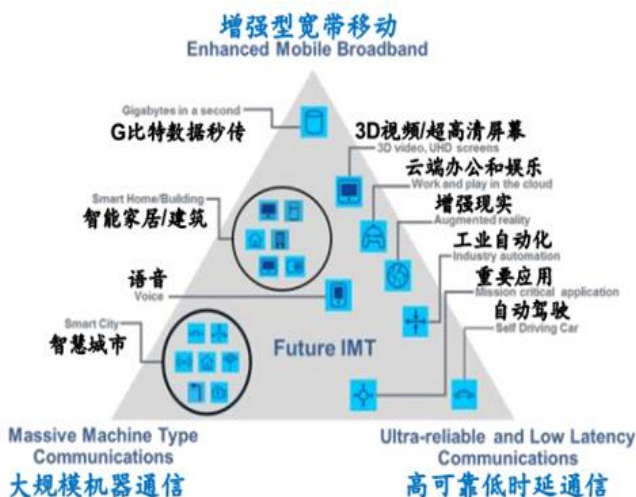 增强型宽带移动
Enhanced Mobile Broadband
Gigabytes in a second
G比特数据秒传
3D视频/超高清屏幕
3D video, UHD screens
云端办公和娱乐
Work and play in the cloud
Smart Home/Building
智能家居/建筑
增强现实
Augmented reality
工业自动化
Industry automation
语音
Voice
重要应用
Mission critical application
自动驾驶
Self Driving Car
Smart City
智慧城市
Future IMT
Massive Machine Type
Communications
大规模机器通信
Ultra-reliable and Low Latency
Communications
高可靠低时延通信